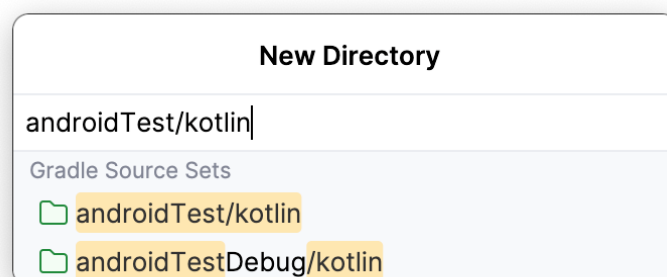 New Directory
androidTest/kotlin
Gradle Source Sets
androidTest/kotlin
androidTestDebug/kotlin